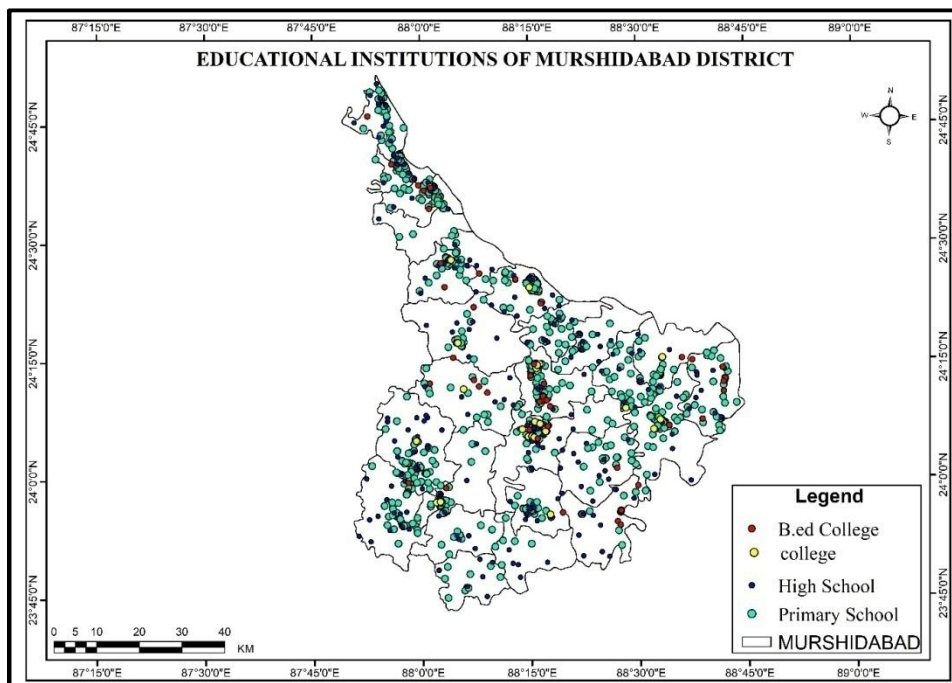 87°15'0"E 87°30'0"E 87°45'0"E 88°0'0"E 88°15'0"E 88°30'0"E 88°45'0"E 89°0'0"E
EDUCATIONAL INSTITUTIONS OF MURSHIDABAD DISTRICT
N
W E
S
24°45'0"N 24°45'0"N
24°30'0"N 24°30'0"N
24°15'0"N 24°15'0"N
24°0'0"N 24°0'0"N
23°45'0"N 23°45'0"N
Legend
B.ed College
college
High School
Primary School
MURSHIDABAD
0 5 10 20 30 40
KM
87°15'0"E 87°30'0"E 87°45'0"E 88°0'0"E 88°15'0"E 88°30'0"E 88°45'0"E 89°0'0"E